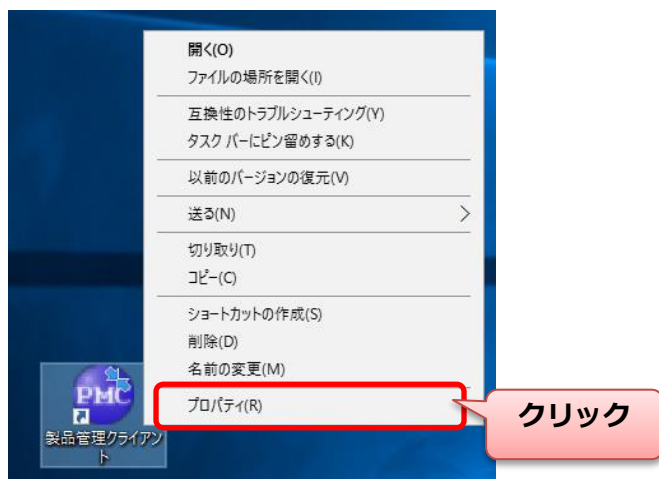 開く(O)
ファイルの場所を開く(I)
互換性のトラブルシューティング(Y)
タスク バーにピン留めする(K)
以前のバージョンの復元(V)
送る(N)
切り取り(T)
コピー(C)
ショートカットの作成(S)
削除(D)
名前の変更(M)
プロパティ(R)
クリック
PMC
製品管理クライアン
ト